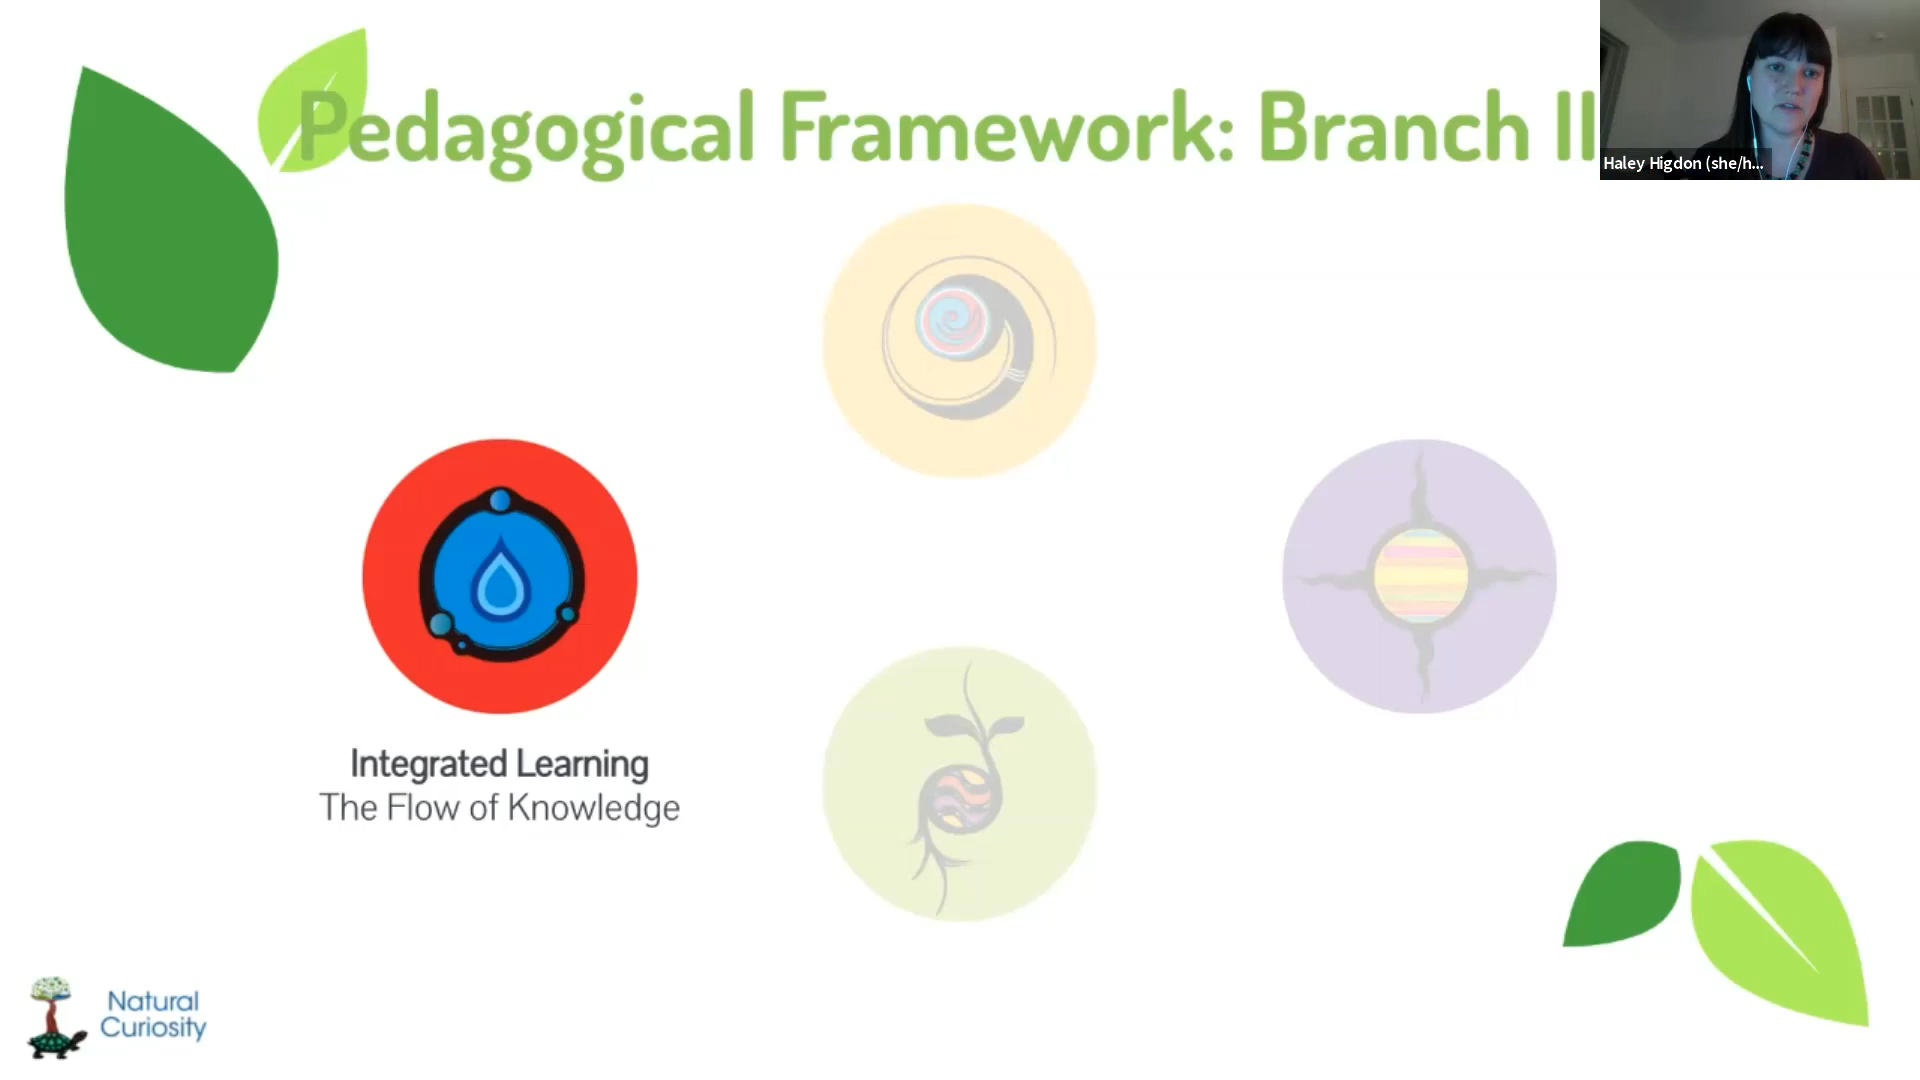 Pedagogical Framework: Branch II
Haley Higdon (she/h...
Integrated Learning
The Flow of Knowledge
Natural
Curiosity